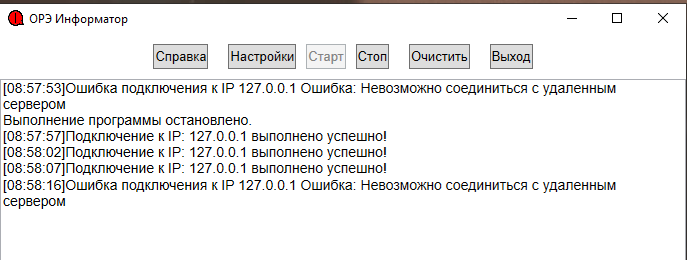 ОРЭ Информатор
Справка Настройки Старт Стоп Очистить Выход
[08:57:53]Ошибка подключения к IP 127.0.0.1 Ошибка: Невозможно соединиться с удаленным
сервером
Выполнение программы остановлено.
[08:57:57]Подключение к IP: 127.0.0.1 выполнено успешно!
[08:58:02]Подключение к IP: 127.0.0.1 выполнено успешно!
[08:58:07]Подключение к IP: 127.0.0.1 выполнено успешно!
[08:58:16]Ошибка подключения к IP 127.0.0.1 Ошибка: Невозможно соединиться с удаленным
сервером